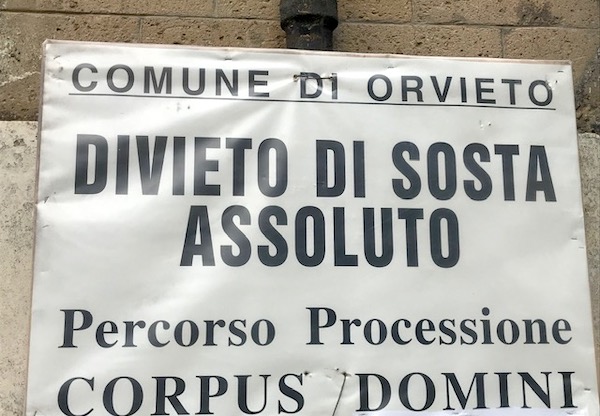 COMUNE DI ORVIETO
DIVIETO DI SOSTA
ASSOLUTO
Percorso Processione
CORPUS DOMINI